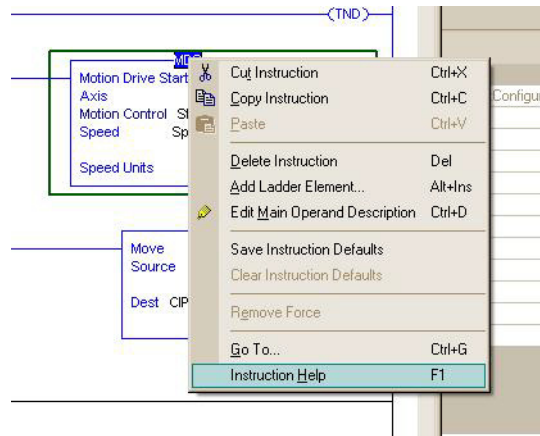 (TND)
MDS
Motion Drive Start
Axis
Motion Control
Speed
Speed Units
Move
Source
Dest CIP
Cut Instruction Ctrl+X
Copy Instruction Ctrl+C
Paste Ctrl+V
Delete Instruction Del
Add Ladder Element... Alt+Ins
Edit Main Operand Description Ctrl+D
Save Instruction Defaults
Clear Instruction Defaults
Remove Force
Go To... Ctrl+G
Instruction Help F1